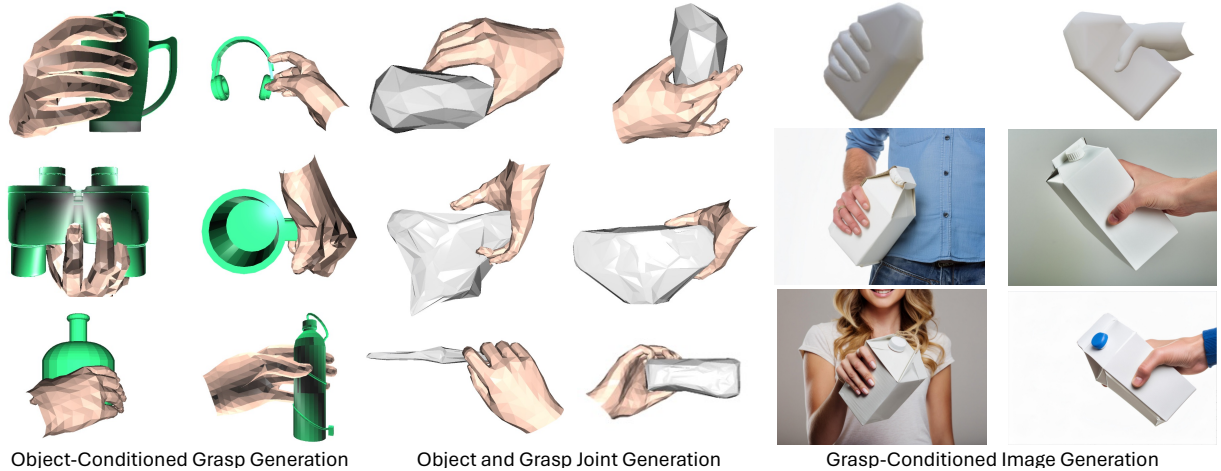 Object-Conditioned Grasp Generation
Object and Grasp Joint Generation
Grasp-Conditioned Image Generation